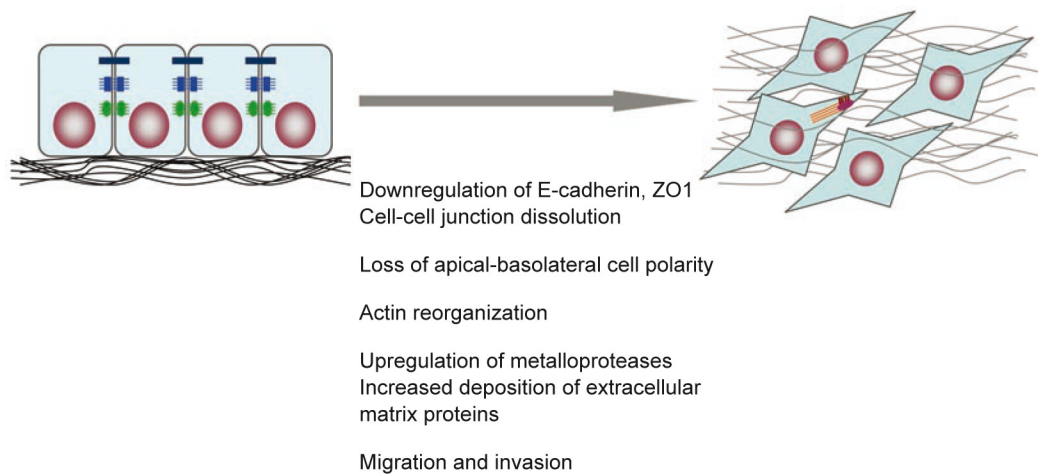 Downregulation of E-cadherin, ZO1
Cell-cell junction dissolution
Loss of apical-basolateral cell polarity
Actin reorganization
Upregulation of metalloproteases
Increased deposition of extracellular
matrix proteins
Migration and invasion